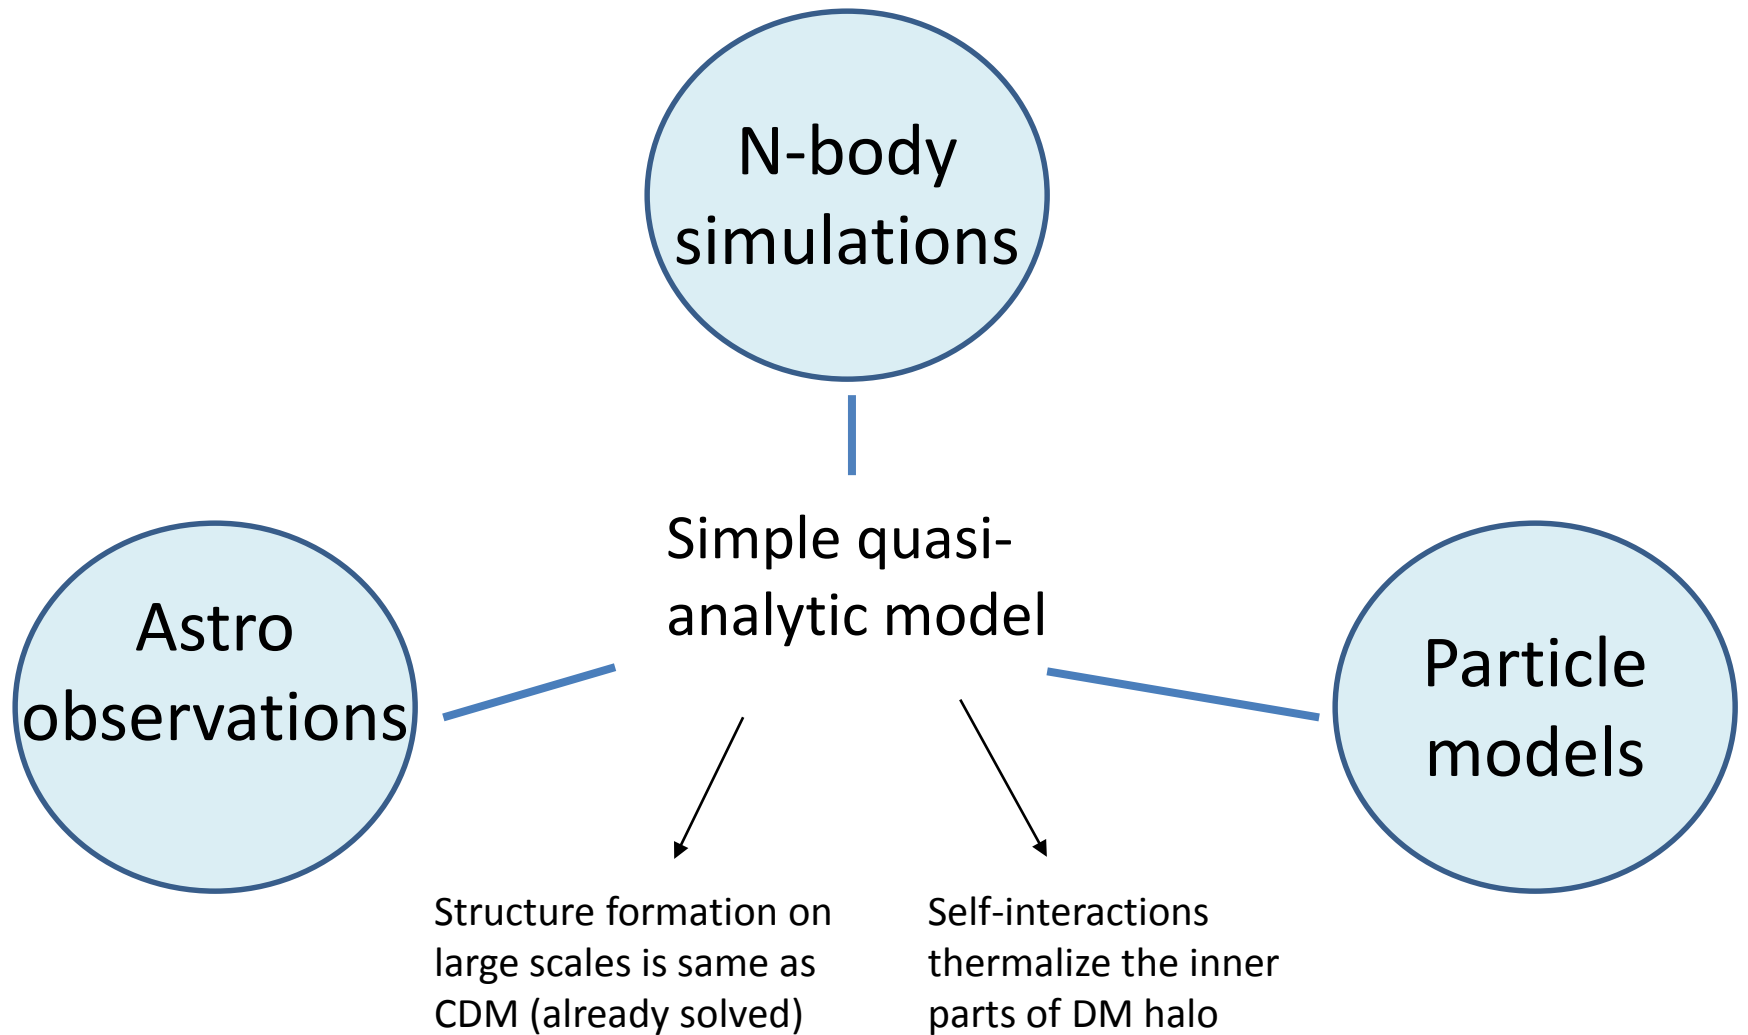 N-body
simulations
Simple quasi-
analytic model
Astro
observations
Particle
models
Structure formation on
large scales is same as
CDM (already solved)
Self-interactions
thermalize the inner
parts of DM halo